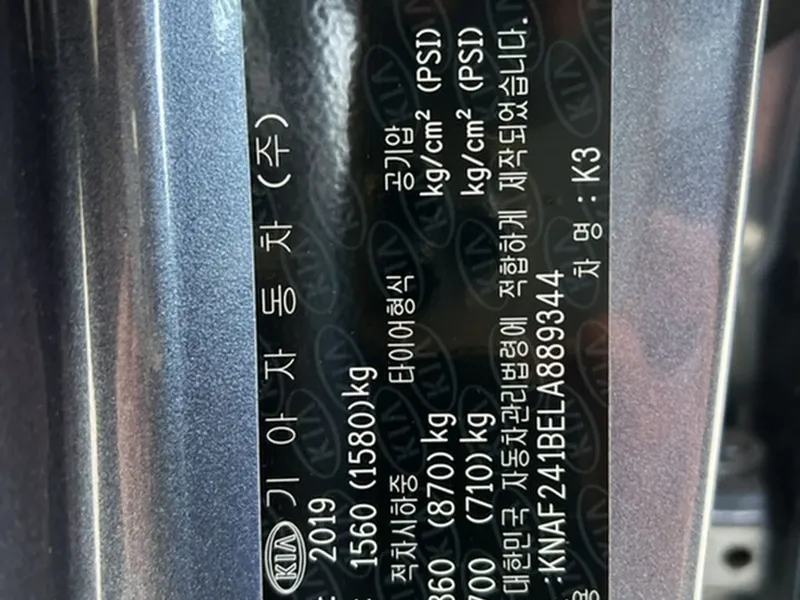 KIA 기 아 자 동 차 (주)
: 2019
: 1560 (1580)kg
적차시하중 타이어형식 공기압
860 (870)kg kg/cm² (PSI)
700 (710)kg kg/cm² (PSI)
대한민국 자동차관리법령에 적합하게 제작되었습니다.
:KNAF241BELA889344
차 명 : K3